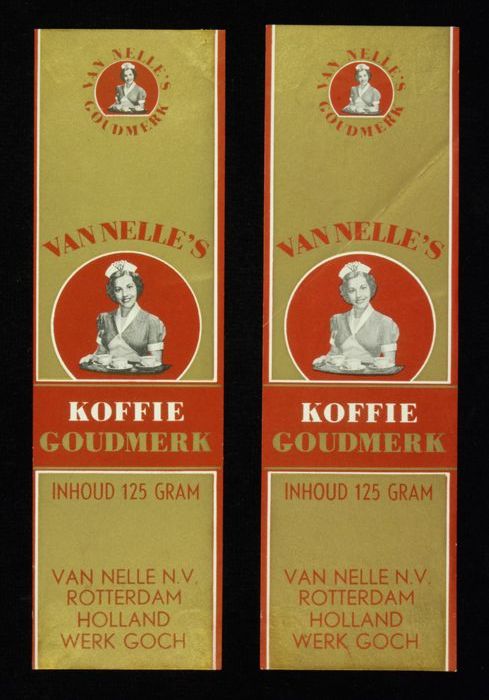 VAN NELLE'S
GOUDMERK
VAN NELLE'S
KOFFIE
GOUDMERK
INHOUD 125 GRAM
VAN NELLE N.V.
ROTTERDAM
HOLLAND
WERK GOCH
VAN NELLE'S
GOUDMERK
VAN NELLE'S
KOFFIE
GOUDMERK
INHOUD 125 GRAM
VAN NELLE N.V.
ROTTERDAM
HOLLAND
WERK GOCH